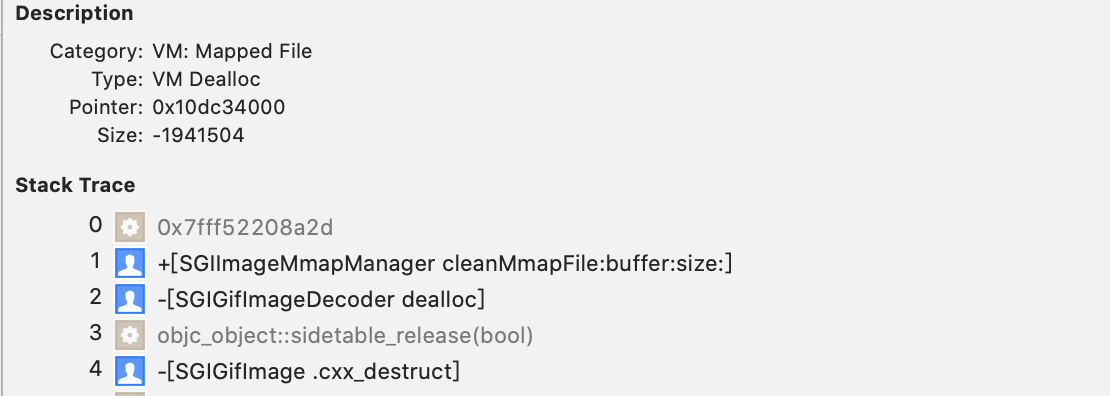 Description
Category: VM: Mapped File
Type: VM Dealloc
Pointer: 0x10dc34000
Size: -1941504
Stack Trace
0 0x7fff52208a2d
1 +[SGIImageMmapManager cleanMmapFile:buffer:size:]
2 -[SGIGifImageDecoder dealloc]
3 objc_object::sidetable_release(bool)
4 -[SGIGifImage .cxx_destruct]